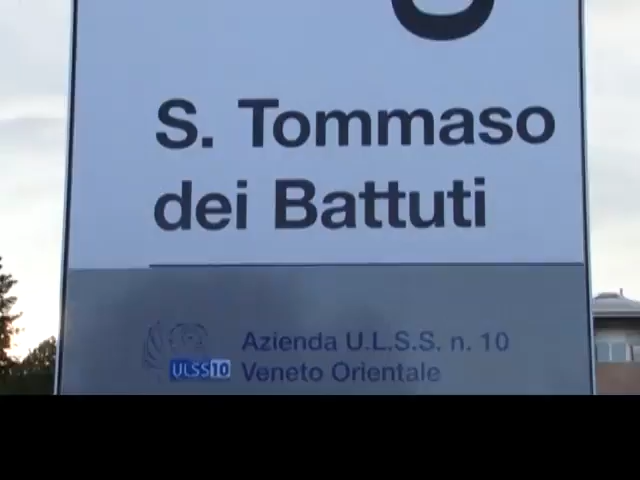 S. Tommaso
dei Battuti
Azienda U.L.S.S. n. 10
ULSS10 Veneto Orientale